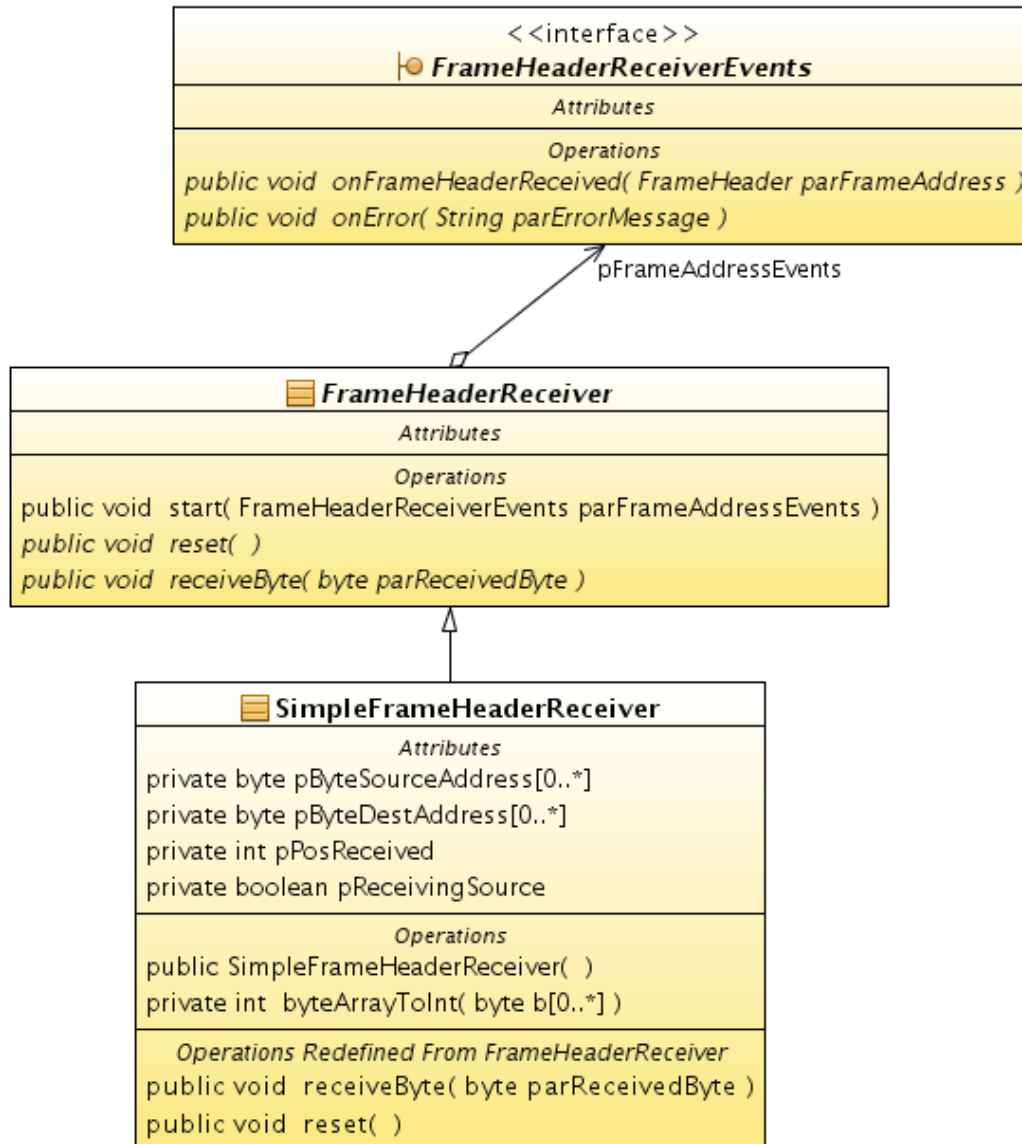 <<interface>>
FrameHeaderReceiverEvents
Attributes
Operations
public void onFrameHeaderReceived( FrameHeader parFrameAddress )
public void onError( String parErrorMessage )
pFrameAddressEvents
FrameHeaderReceiver
Attributes
Operations
public void start( FrameHeaderReceiverEvents parFrameAddressEvents )
public void reset( )
public void receiveByte( byte parReceivedByte )
SimpleFrameHeaderReceiver
Attributes
private byte pByteSourceAddress[0..*]
private byte pByteDestAddress[0..*]
private int pPosReceived
private boolean pReceivingSource
Operations
public SimpleFrameHeaderReceiver( )
private int byteArrayToInt( byte b[0..*] )
Operations Redefined From FrameHeaderReceiver
public void receiveByte( byte parReceivedByte )
public void reset( )